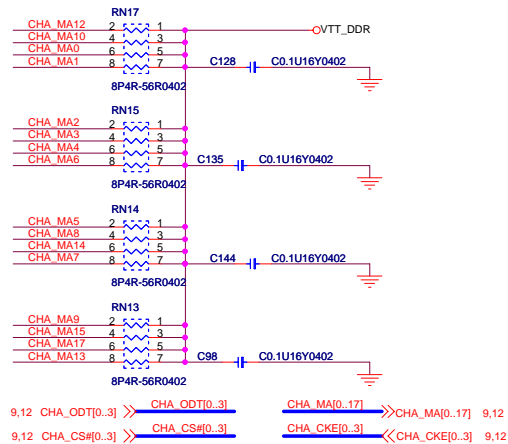 RN17
CHA_MA12 2 1 VTT_DDR
CHA_MA10 4 3
CHA_MA0 6 5
CHA_MA1 8 7 C128 C0.1U16Y0402
8P4R-56R0402
RN15
CHA_MA2 2 1
CHA_MA3 4 3
CHA_MA4 6 5
CHA_MA6 8 7 C135 C0.1U16Y0402
8P4R-56R0402
RN14
CHA_MA5 2 1
CHA_MA8 4 3
CHA_MA14 6 5
CHA_MA7 8 7 C144 C0.1U16Y0402
8P4R-56R0402
RN13
CHA_MA9 2 1
CHA_MA15 4 3
CHA_MA17 6 5
CHA_MA13 8 7 C98 C0.1U16Y0402
8P4R-56R0402
9,12 CHA_ODT[0..3] CHA_ODT[0..3] CHA_MA[0..17] CHA_MA[0..17] 9,12
9,12 CHA_CS#[0..3] CHA_CS#[0..3] CHA_CKE[0..3] CHA_CKE[0..3] 9,12